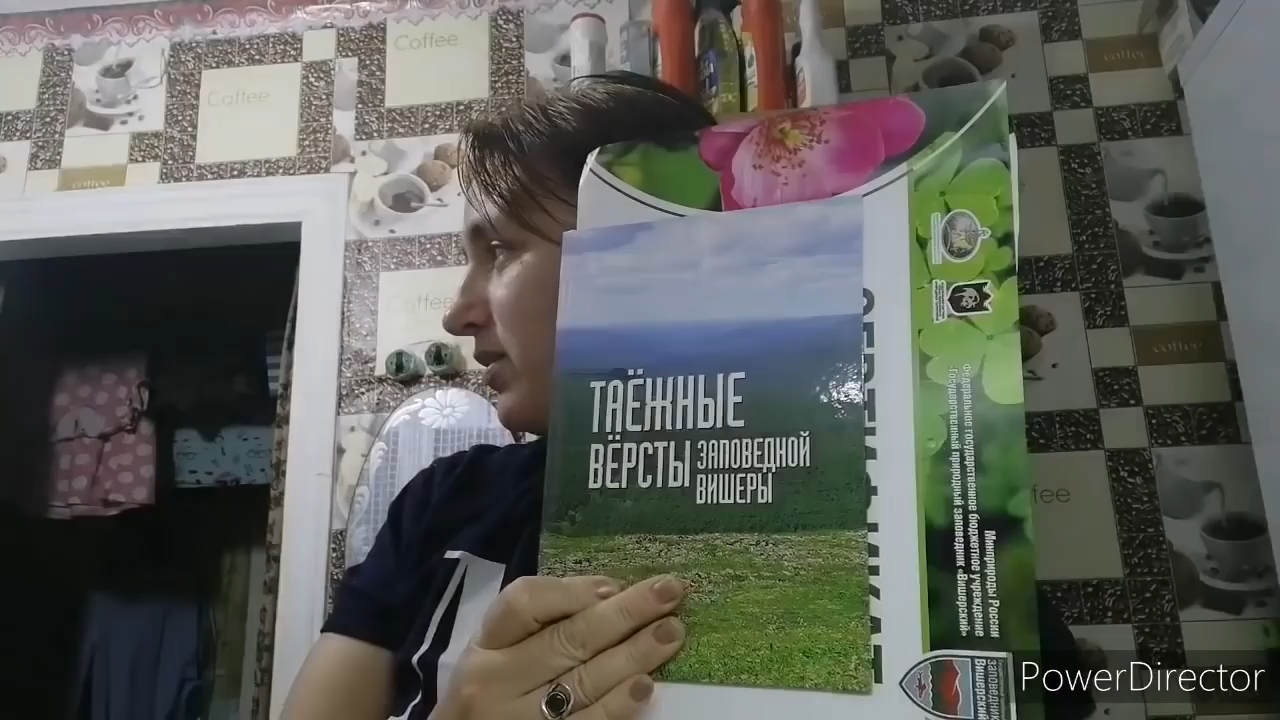 Coffee
Coffee
coffee
coffee
Coffee
coffee
ТАЁЖНЫЕ
ВЁРСТЫ ЗАПОВЕДНОЙ
ВИШЕРЫ
Минприроды России
Федеральное государственное бюджетное учреждение
«Государственный природный заповедник «Вишерский»
заповедник
Вишерский
PowerDirector